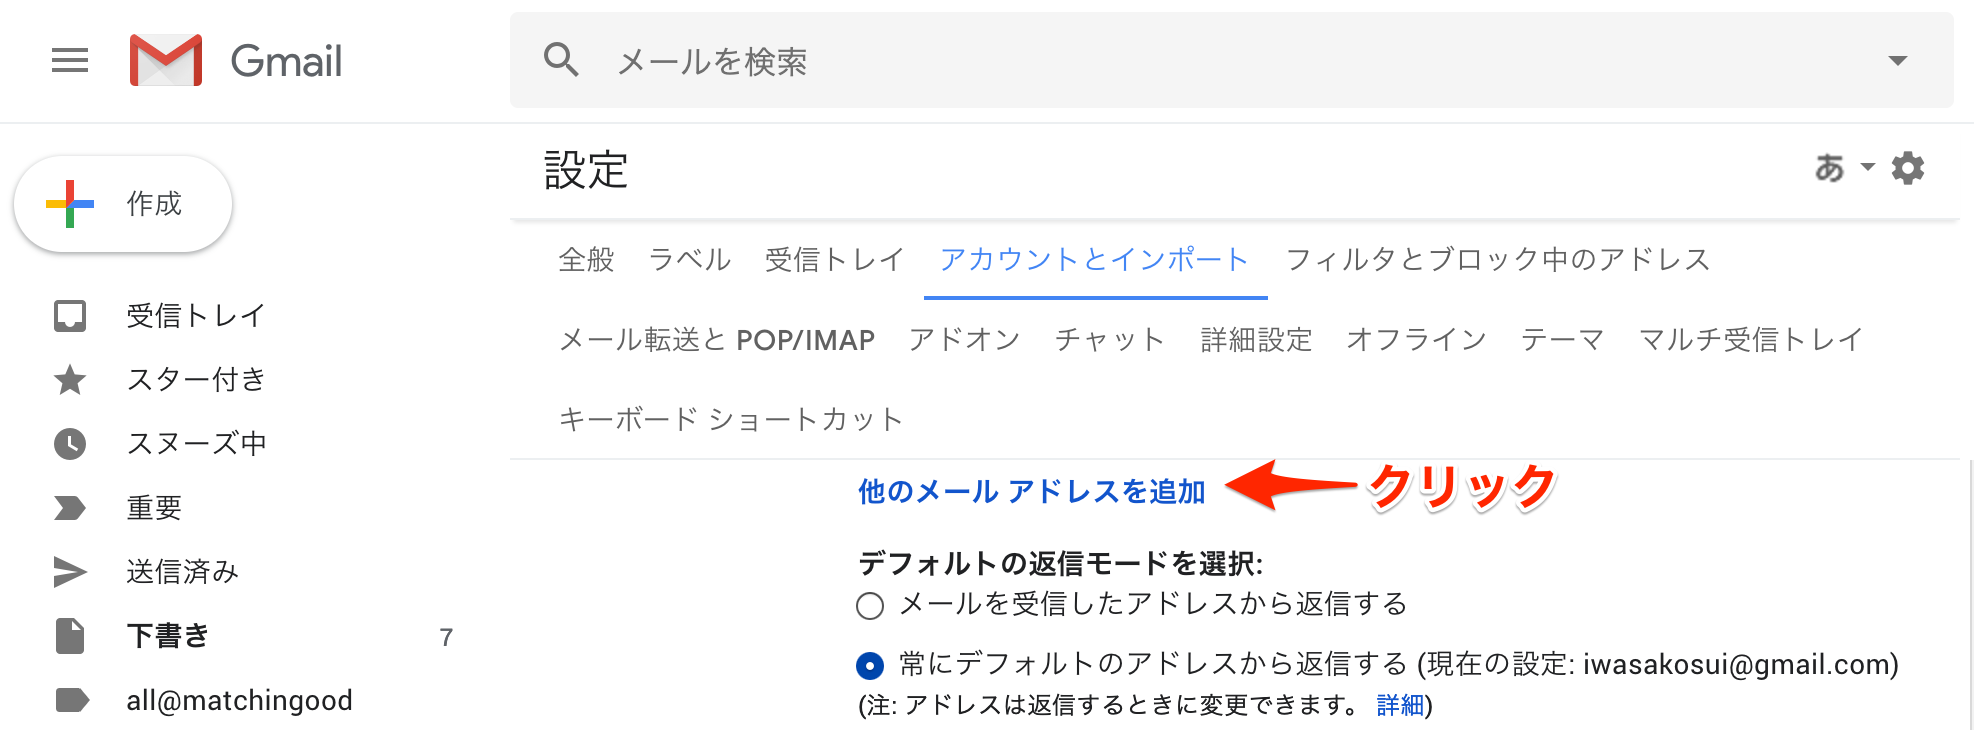 Gmail
メールを検索
作成
受信トレイ
スター付き
スヌーズ中
重要
送信済み
下書き 7
all@matchingood
設定
あ
全般 ラベル 受信トレイ アカウントとインポート フィルタとブロック中のアドレス
メール転送と POP/IMAP アドオン チャット 詳細設定 オフライン テーマ マルチ受信トレイ
キーボード ショートカット
他のメール アドレスを追加 クリック
デフォルトの返信モードを選択:
メールを受信したアドレスから返信する
常にデフォルトのアドレスから返信する (現在の設定: iwasakosui@gmail.com)
(注: アドレスは返信するときに変更できます。 詳細)